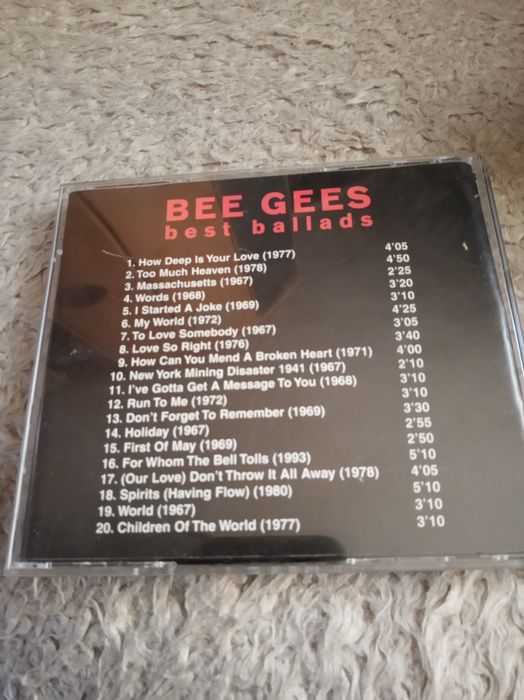 BEE GEES
best ballads
1. How Deep Is Your Love (1977) 4'05
2. Too Much Heaven (1978) 4'50
3. Massachusetts (1967) 2'25
4. Words (1968) 3'20
5. I Started A Joke (1969) 3'10
6. My World (1972) 4'25
7. To Love Somebody (1967) 3'05
8. Love So Right (1976) 3'40
9. How Can You Mend A Broken Heart (1971) 4'00
10. New York Mining Disaster 1941 (1967) 2'10
11. I've Gotta Get A Message To You (1968) 3'10
12. Run To Me (1972) 3'10
13. Don't Forget To Remember (1969) 3'30
14. Holiday (1967) 2'55
15. First Of May (1969) 2'50
16. For Whom The Bell Tolls (1993) 5'10
17. (Our Love) Don't Throw It All Away (1978) 4'05
18. Spirits (Having Flow) (1980) 5'10
19. World (1967) 3'10
20. Children Of The World (1977) 3'10